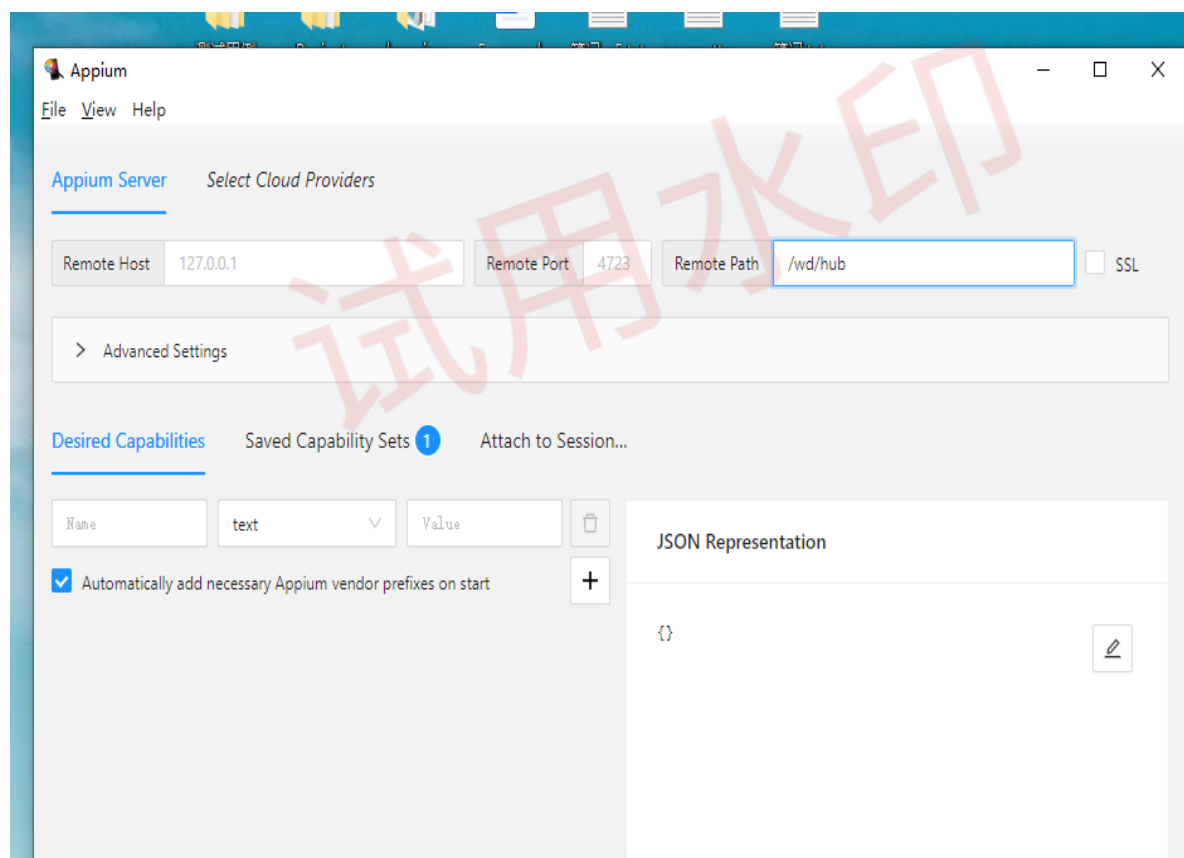 Appium
File View Help
Appium Server Select Cloud Providers
Remote Host 127.0.0.1 Remote Port 4723 Remote Path /wd/hub SSL
Advanced Settings
Desired Capabilities Saved Capability Sets 1 Attach to Session...
Name text Value
JSON Representation
Automatically add necessary Appium vendor prefixes on start
{}
试用水印